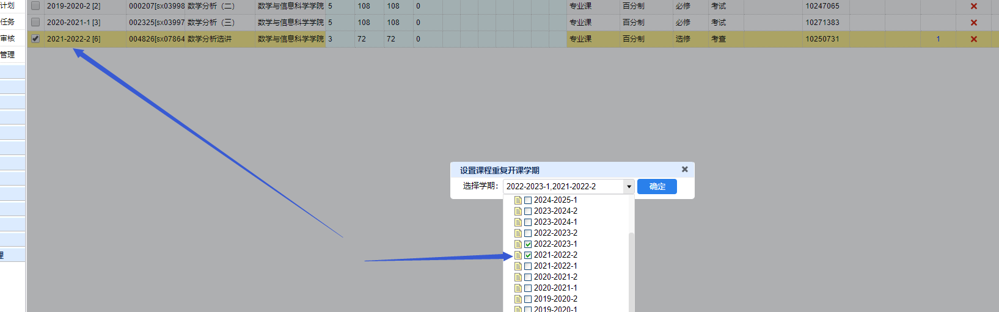 计划
2019-2020-2 [2] 000207[sx03998 数学分析（二） 数学与信息科学学院 5 108 108 0 专业课 百分制 必修 考试 10247065
任务
2020-2021-1 [3] 002325[sx03997 数学分析（三） 数学与信息科学学院 5 108 108 0 专业课 百分制 必修 考试 10271383
审核
2021-2022-2 [6] 004826[sx07864 数学分析选讲 数学与信息科学学院 3 72 72 0 专业课 百分制 选修 考查 10250731 1
管理
理
设置课程重复开课学期
选择学期： 2022-2023-1,2021-2022-2 确定
2024-2025-1
2023-2024-2
2023-2024-1
2022-2023-2
2022-2023-1
2021-2022-2
2021-2022-1
2020-2021-2
2020-2021-1
2019-2020-2
2019-2020-1